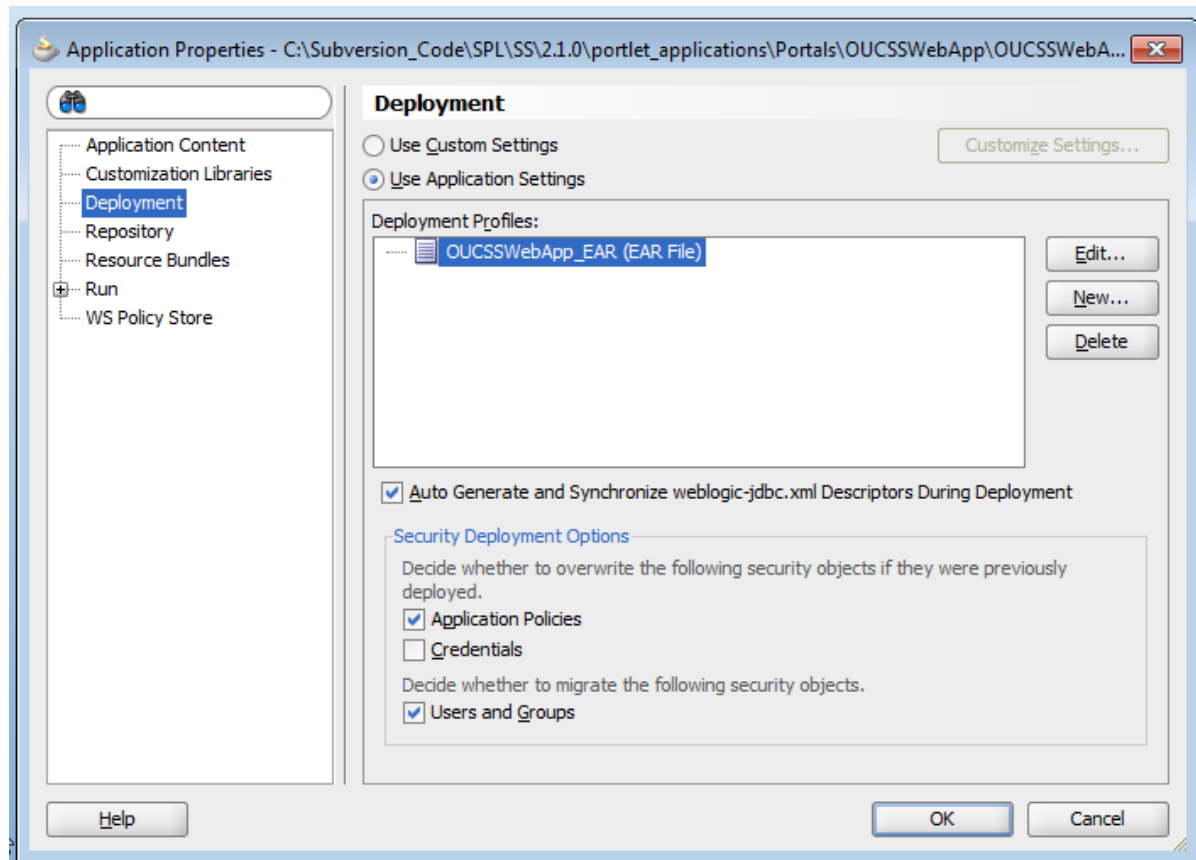 Application Properties - C:\Subversion_Code\SPL\SS\2.1.0\portlet_applications\Portals\OUCSSWebApp\OUCSSWebA...
Deployment
Application Content
Customization Libraries
Deployment
Repository
Resource Bundles
Run
WS Policy Store
Use Custom Settings
Customize Settings...
Use Application Settings
Deployment Profiles:
OUCSSWebApp_EAR (EAR File)
Edit...
New...
Delete
Auto Generate and Synchronize weblogic-jdbc.xml Descriptors During Deployment
Security Deployment Options
Decide whether to overwrite the following security objects if they were previously
deployed.
Application Policies
Credentials
Decide whether to migrate the following security objects.
Users and Groups
Help
OK
Cancel